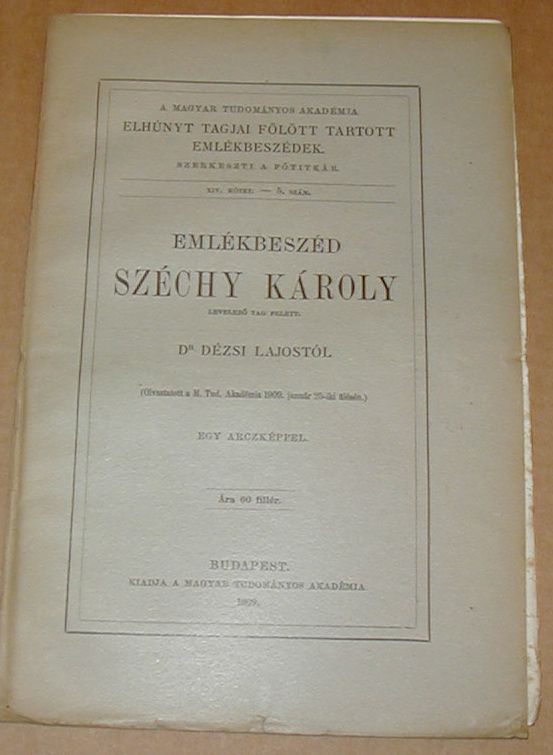 A MAGYAR TUDOMÁNYOS AKADÉMIA
ELHÚNYT TAGJAI FÖLÖTT TARTOTT
EMLÉKBESZÉDEK.
SZERKESZTI A FŐTITKÁR.
XIV. KÖTET. — 5. SZÁM.
EMLÉKBESZÉD
SZÉCHY KÁROLY
LEVELEZŐ TAG FELETT.
DR. DÉZSI LAJOSTÓL
(Olvastatott a M. Tud. Akadémia 1909. január 25-iki ülésén.)
EGY ARCZKÉPPEL.
Ára 60 fillér.
BUDAPEST.
KIADJA A MAGYAR TUDOMÁNYOS AKADÉMIA
1909.